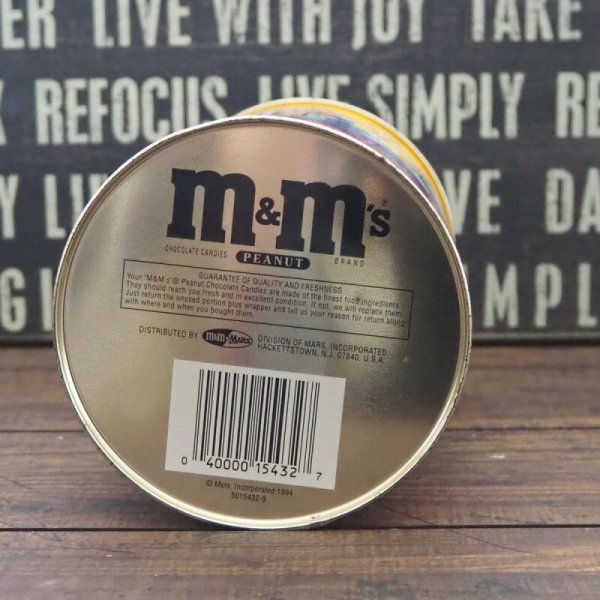 ER LIVE WITH JOY TAKE
REFOCUS LIVE SIMPLY RE
Y LI VE DA
G IMPL
m&m's®
CHOCOLATE CANDIES PEANUT BRAND
GUARANTEE OF QUALITY AND FRESHNESS
Your "M&M's"® Peanut Chocolate Candies are made of the finest food ingredients.
They should reach you fresh and in excellent condition. If not, we will replace them.
Just return the unused portion plus wrapper and tell us your reason for return along
with where and when you bought them.
DISTRIBUTED BY m&m MARS DIVISION OF MARS, INCORPORATED
HACKETTSTOWN, N.J. 07840, U.S.A.
0 40000 15432 7
© Mars, Incorporated 1994
5015432-9